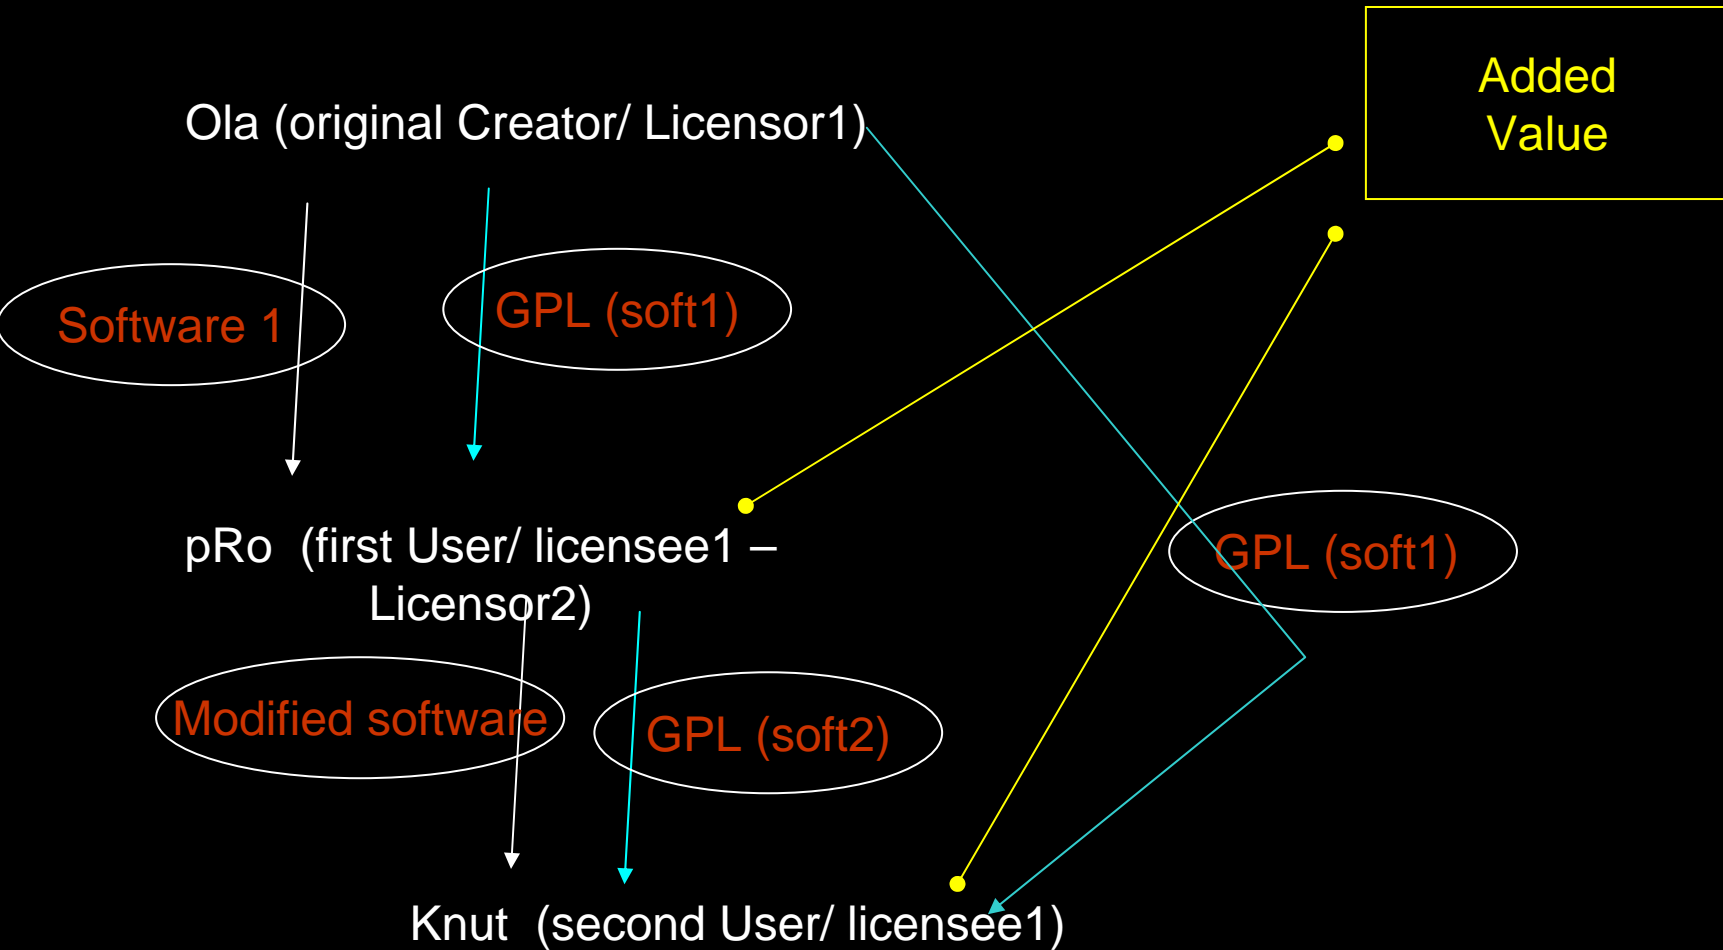 Added
Value
Ola (original Creator/ Licensor1)
Software 1
GPL (soft1)
pRo  (first User/ licensee1 –
Licensor2)
GPL (soft1)
Modified software
GPL (soft2)
Knut  (second User/ licensee1)